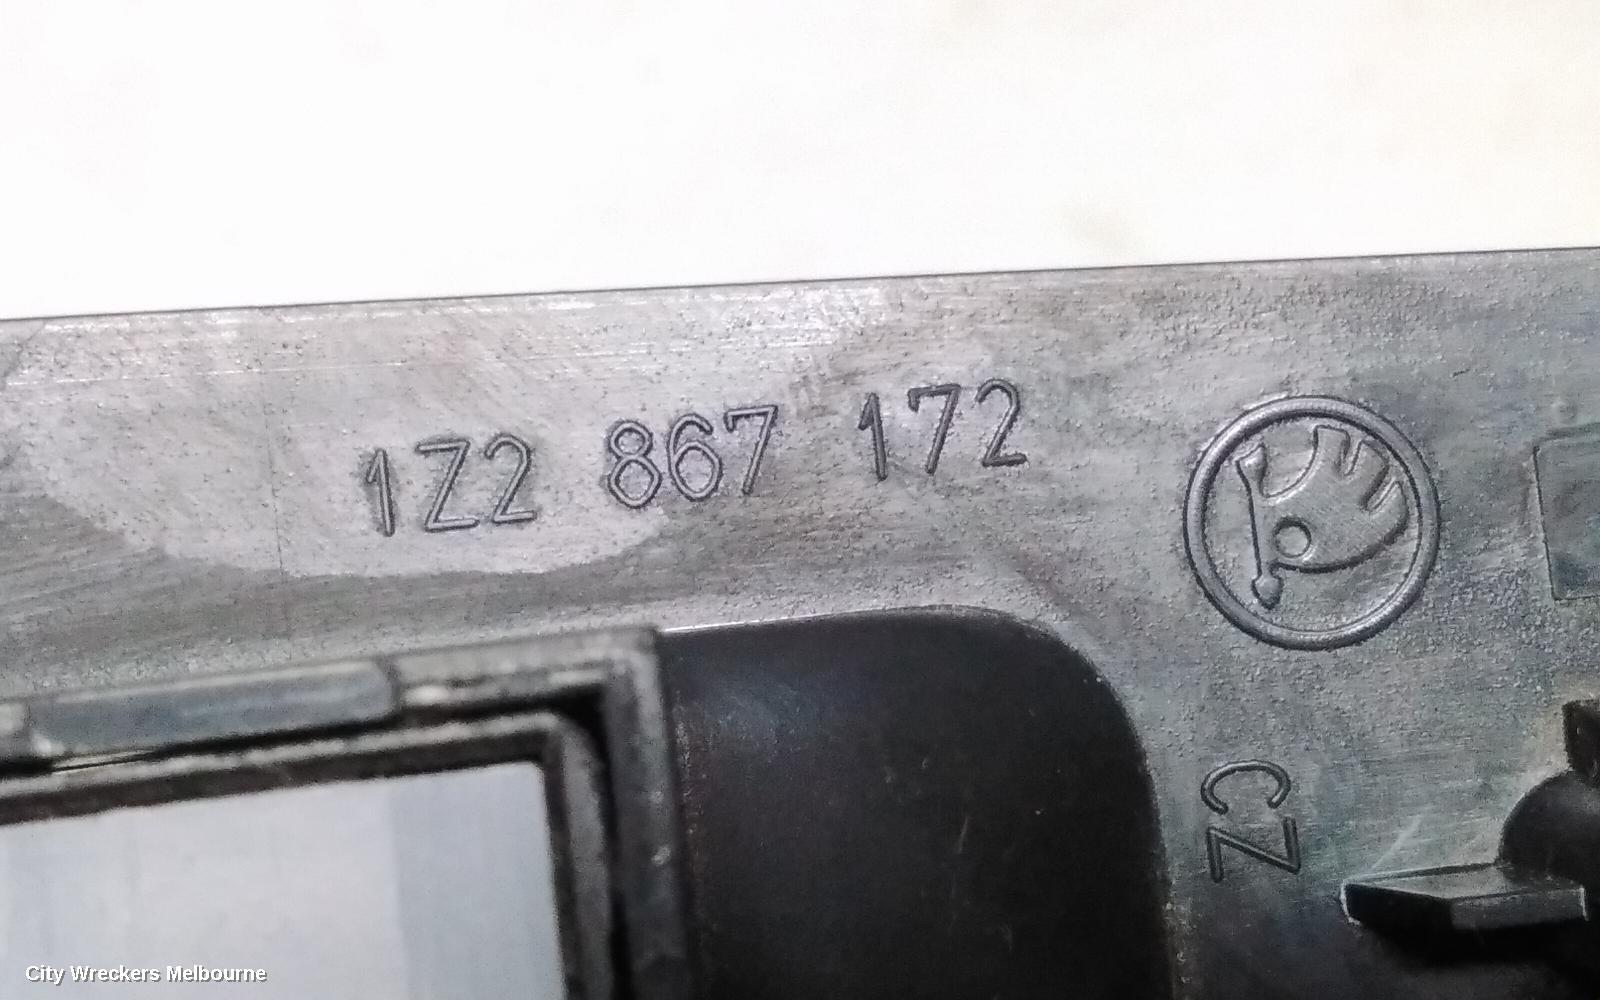 1Z2 867 172
CZ
City Wreckers Melbourne